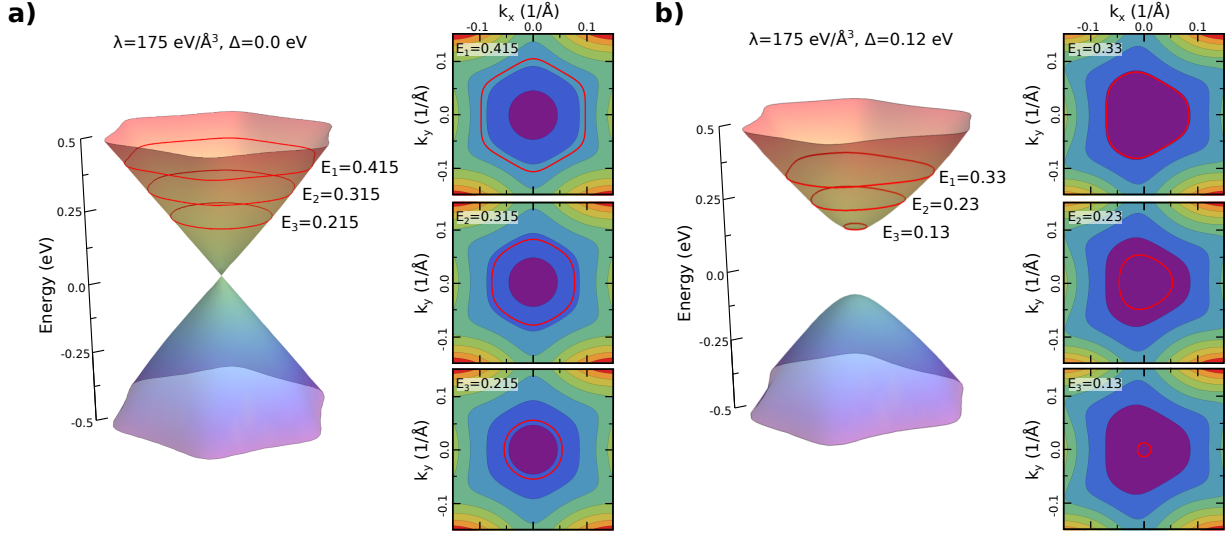 a)
λ=175 eV/Å³, Δ=0.0 eV
Energy (eV)
0.5
0.25
0.0
-0.25
-0.5
E₁=0.415
E₂=0.315
E₃=0.215
kₓ (1/Å)
-0.1 0.0 0.1
E₁=0.415
k_y (1/Å)
0.1
0.0
-0.1
E₂=0.315
k_y (1/Å)
0.1
0.0
-0.1
E₃=0.215
k_y (1/Å)
0.1
0.0
-0.1
b)
λ=175 eV/Å³, Δ=0.12 eV
Energy (eV)
0.5
0.25
0.0
-0.25
-0.5
E₁=0.33
E₂=0.23
E₃=0.13
kₓ (1/Å)
-0.1 0.0 0.1
E₁=0.33
k_y (1/Å)
0.1
0.0
-0.1
E₂=0.23
k_y (1/Å)
0.1
0.0
-0.1
E₃=0.13
k_y (1/Å)
0.1
0.0
-0.1